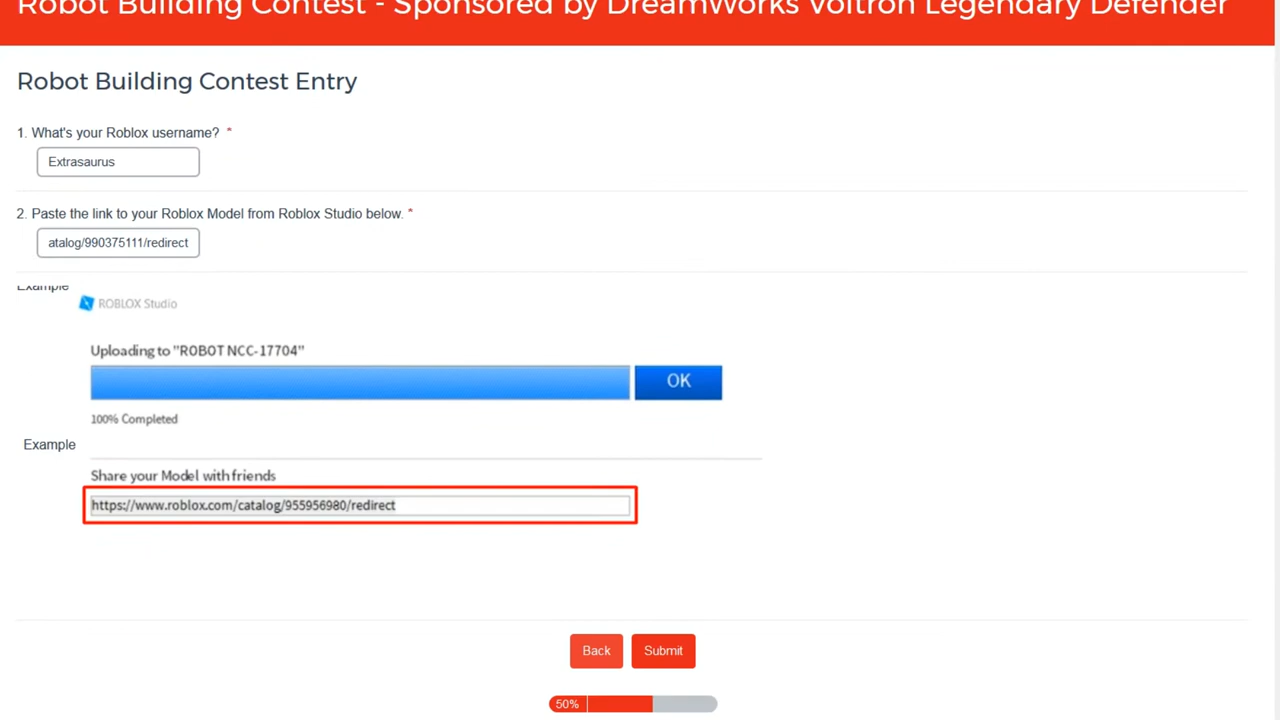 Robot Building Contest - Sponsored by DreamWorks Voltron Legendary Defender
Robot Building Contest Entry
1. What's your Roblox username? *
Extrasaurus
2. Paste the link to your Roblox Model from Roblox Studio below. *
atalog/990375111/redirect
Example
ROBLOX Studio
Uploading to "ROBOT NCC-17704"
OK
100% Completed
Example
Share your Model with friends
https://www.roblox.com/catalog/955956980/redirect
Back
Submit
50%